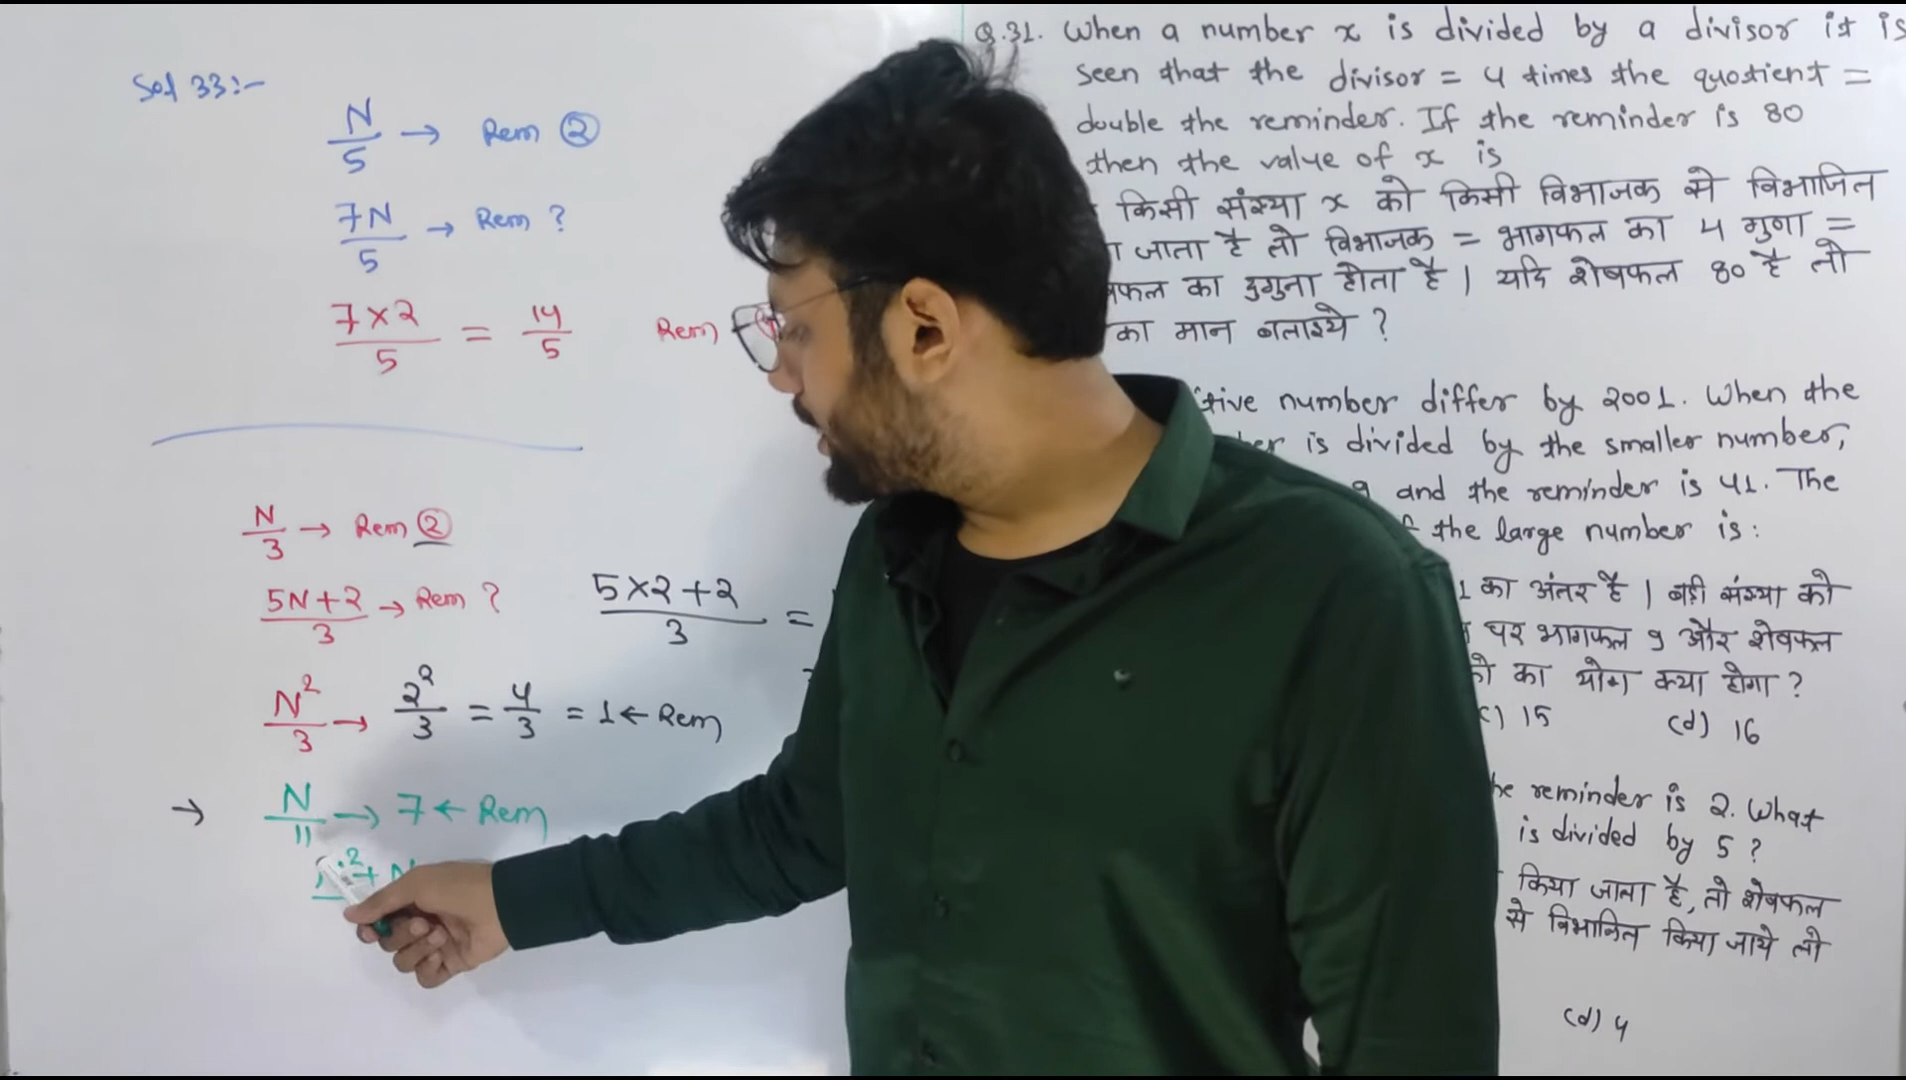 Sol 33:-
N/5 → Rem ②
7N/5 → Rem ?
7×2/5 = 14/5 Rem
N/3 → Rem ②
5N+2/3 → Rem ? 5×2+2/3 =
N²/3 → 2²/3 = 4/3 = 1 ← Rem
→ N/11 → 7 ← Rem
Q.31. When a number x is divided by a divisor it is
seen that the divisor = 4 times the quotient =
double the reminder. If the reminder is 80
then the value of x is
किसी संख्या x को किसी विभाजक से विभाजित
जाता है तो विभाजक = भागफल का 4 गुणा =
का दुगुना होता है | यदि शेषफल 80 है तो
का मान बताइये ?
number differ by 2001. When the
is divided by the smaller number,
9 and the reminder is 41. The
the large number is:
1 का अंतर है | बड़ी संख्या को
पर भागफल 9 और शेषफल
का योग क्या होगा ?
(c) 15 (d) 16
reminder is 2. What
is divided by 5 ?
किया जाता है, तो शेषफल
से विभाजित किया जाये तो
(d) 4